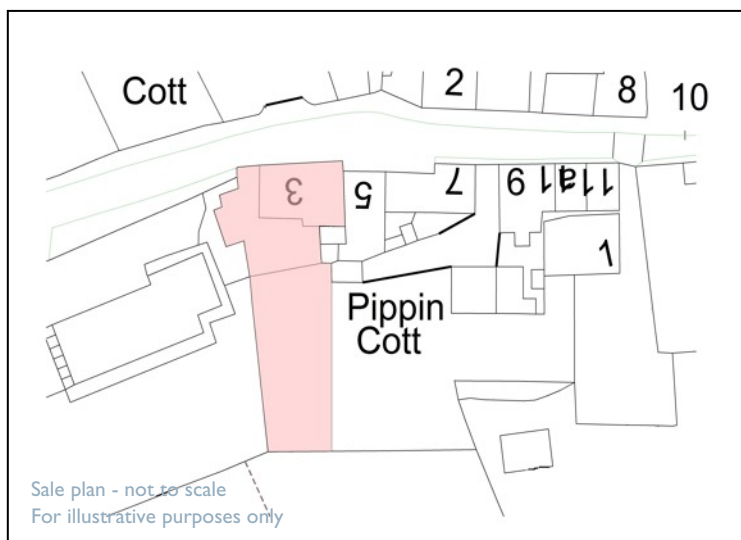 Cott
2
8
10
3
5
7
9
11a
11
1
Pippin
Cott
Sale plan - not to scale
For illustrative purposes only